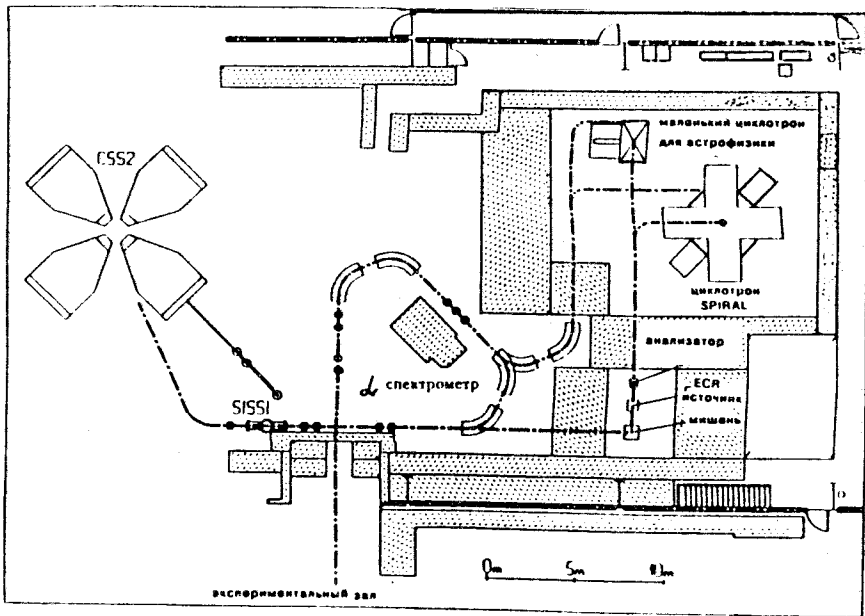 маленький циклотрон
для астрофизики
CSS2
циклотрон
SPIRAL
анализатор
ECR
источник
мишень
α спектрометр
SISSI
0m 5m 10m
экспериментальный зал